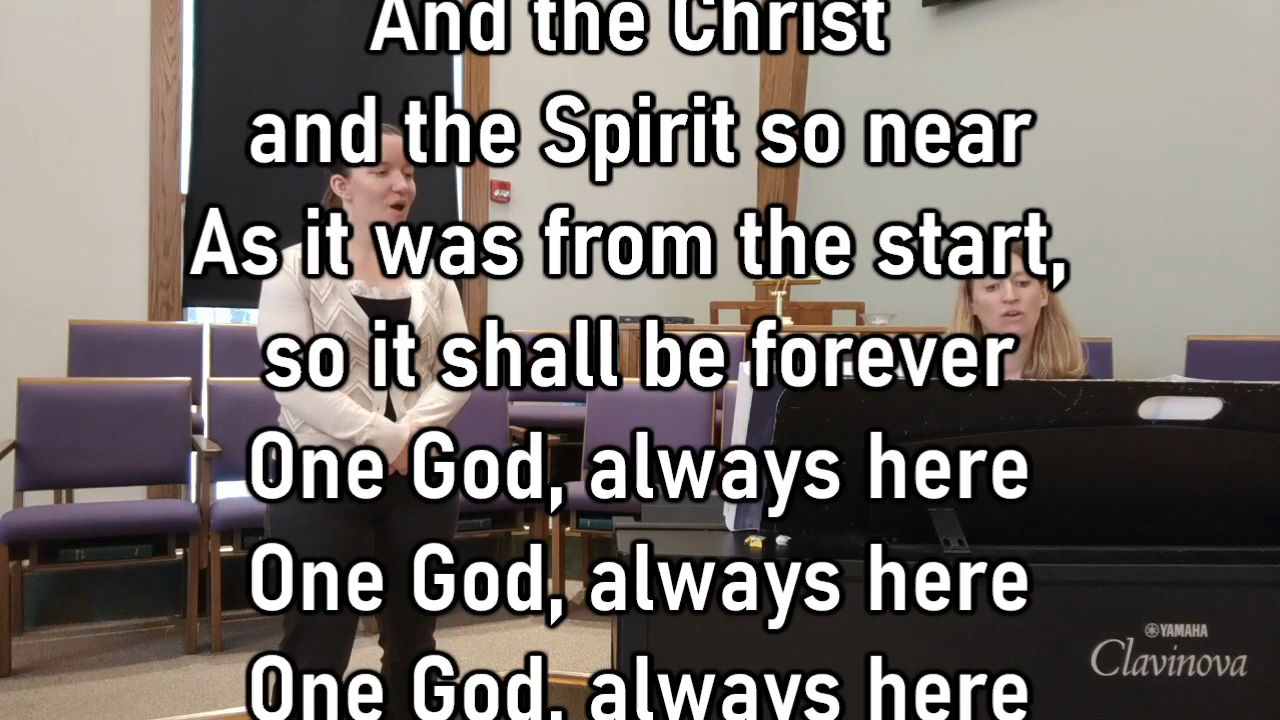 And the Christ
and the Spirit so near
As it was from the start,
so it shall be forever
One God, always here
One God, always here
One God, always here
YAMAHA
Clavinova